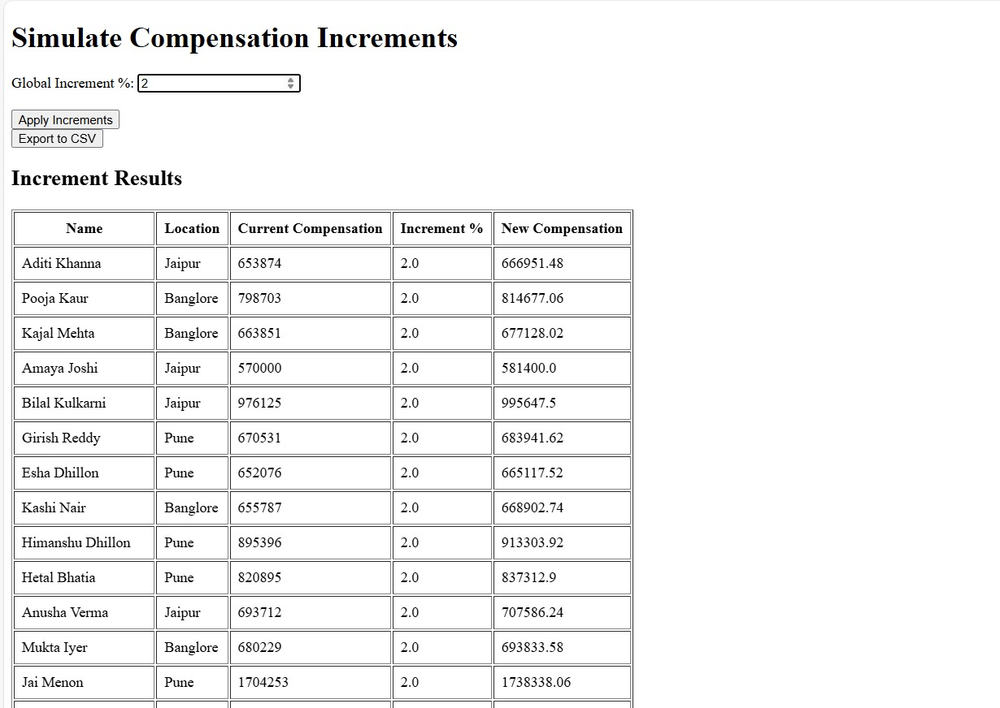 Simulate Compensation Increments
Global Increment %: 2
Apply Increments
Export to CSV
Increment Results
Name Location Current Compensation Increment % New Compensation
Aditi Khanna Jaipur 653874 2.0 666951.48
Pooja Kaur Banglore 798703 2.0 814677.06
Kajal Mehta Banglore 663851 2.0 677128.02
Amaya Joshi Jaipur 570000 2.0 581400.0
Bilal Kulkarni Jaipur 976125 2.0 995647.5
Girish Reddy Pune 670531 2.0 683941.62
Esha Dhillon Pune 652076 2.0 665117.52
Kashi Nair Banglore 655787 2.0 668902.74
Himanshu Dhillon Pune 895396 2.0 913303.92
Hetal Bhatia Pune 820895 2.0 837312.9
Anusha Verma Jaipur 693712 2.0 707586.24
Mukta Iyer Banglore 680229 2.0 693833.58
Jai Menon Pune 1704253 2.0 1738338.06